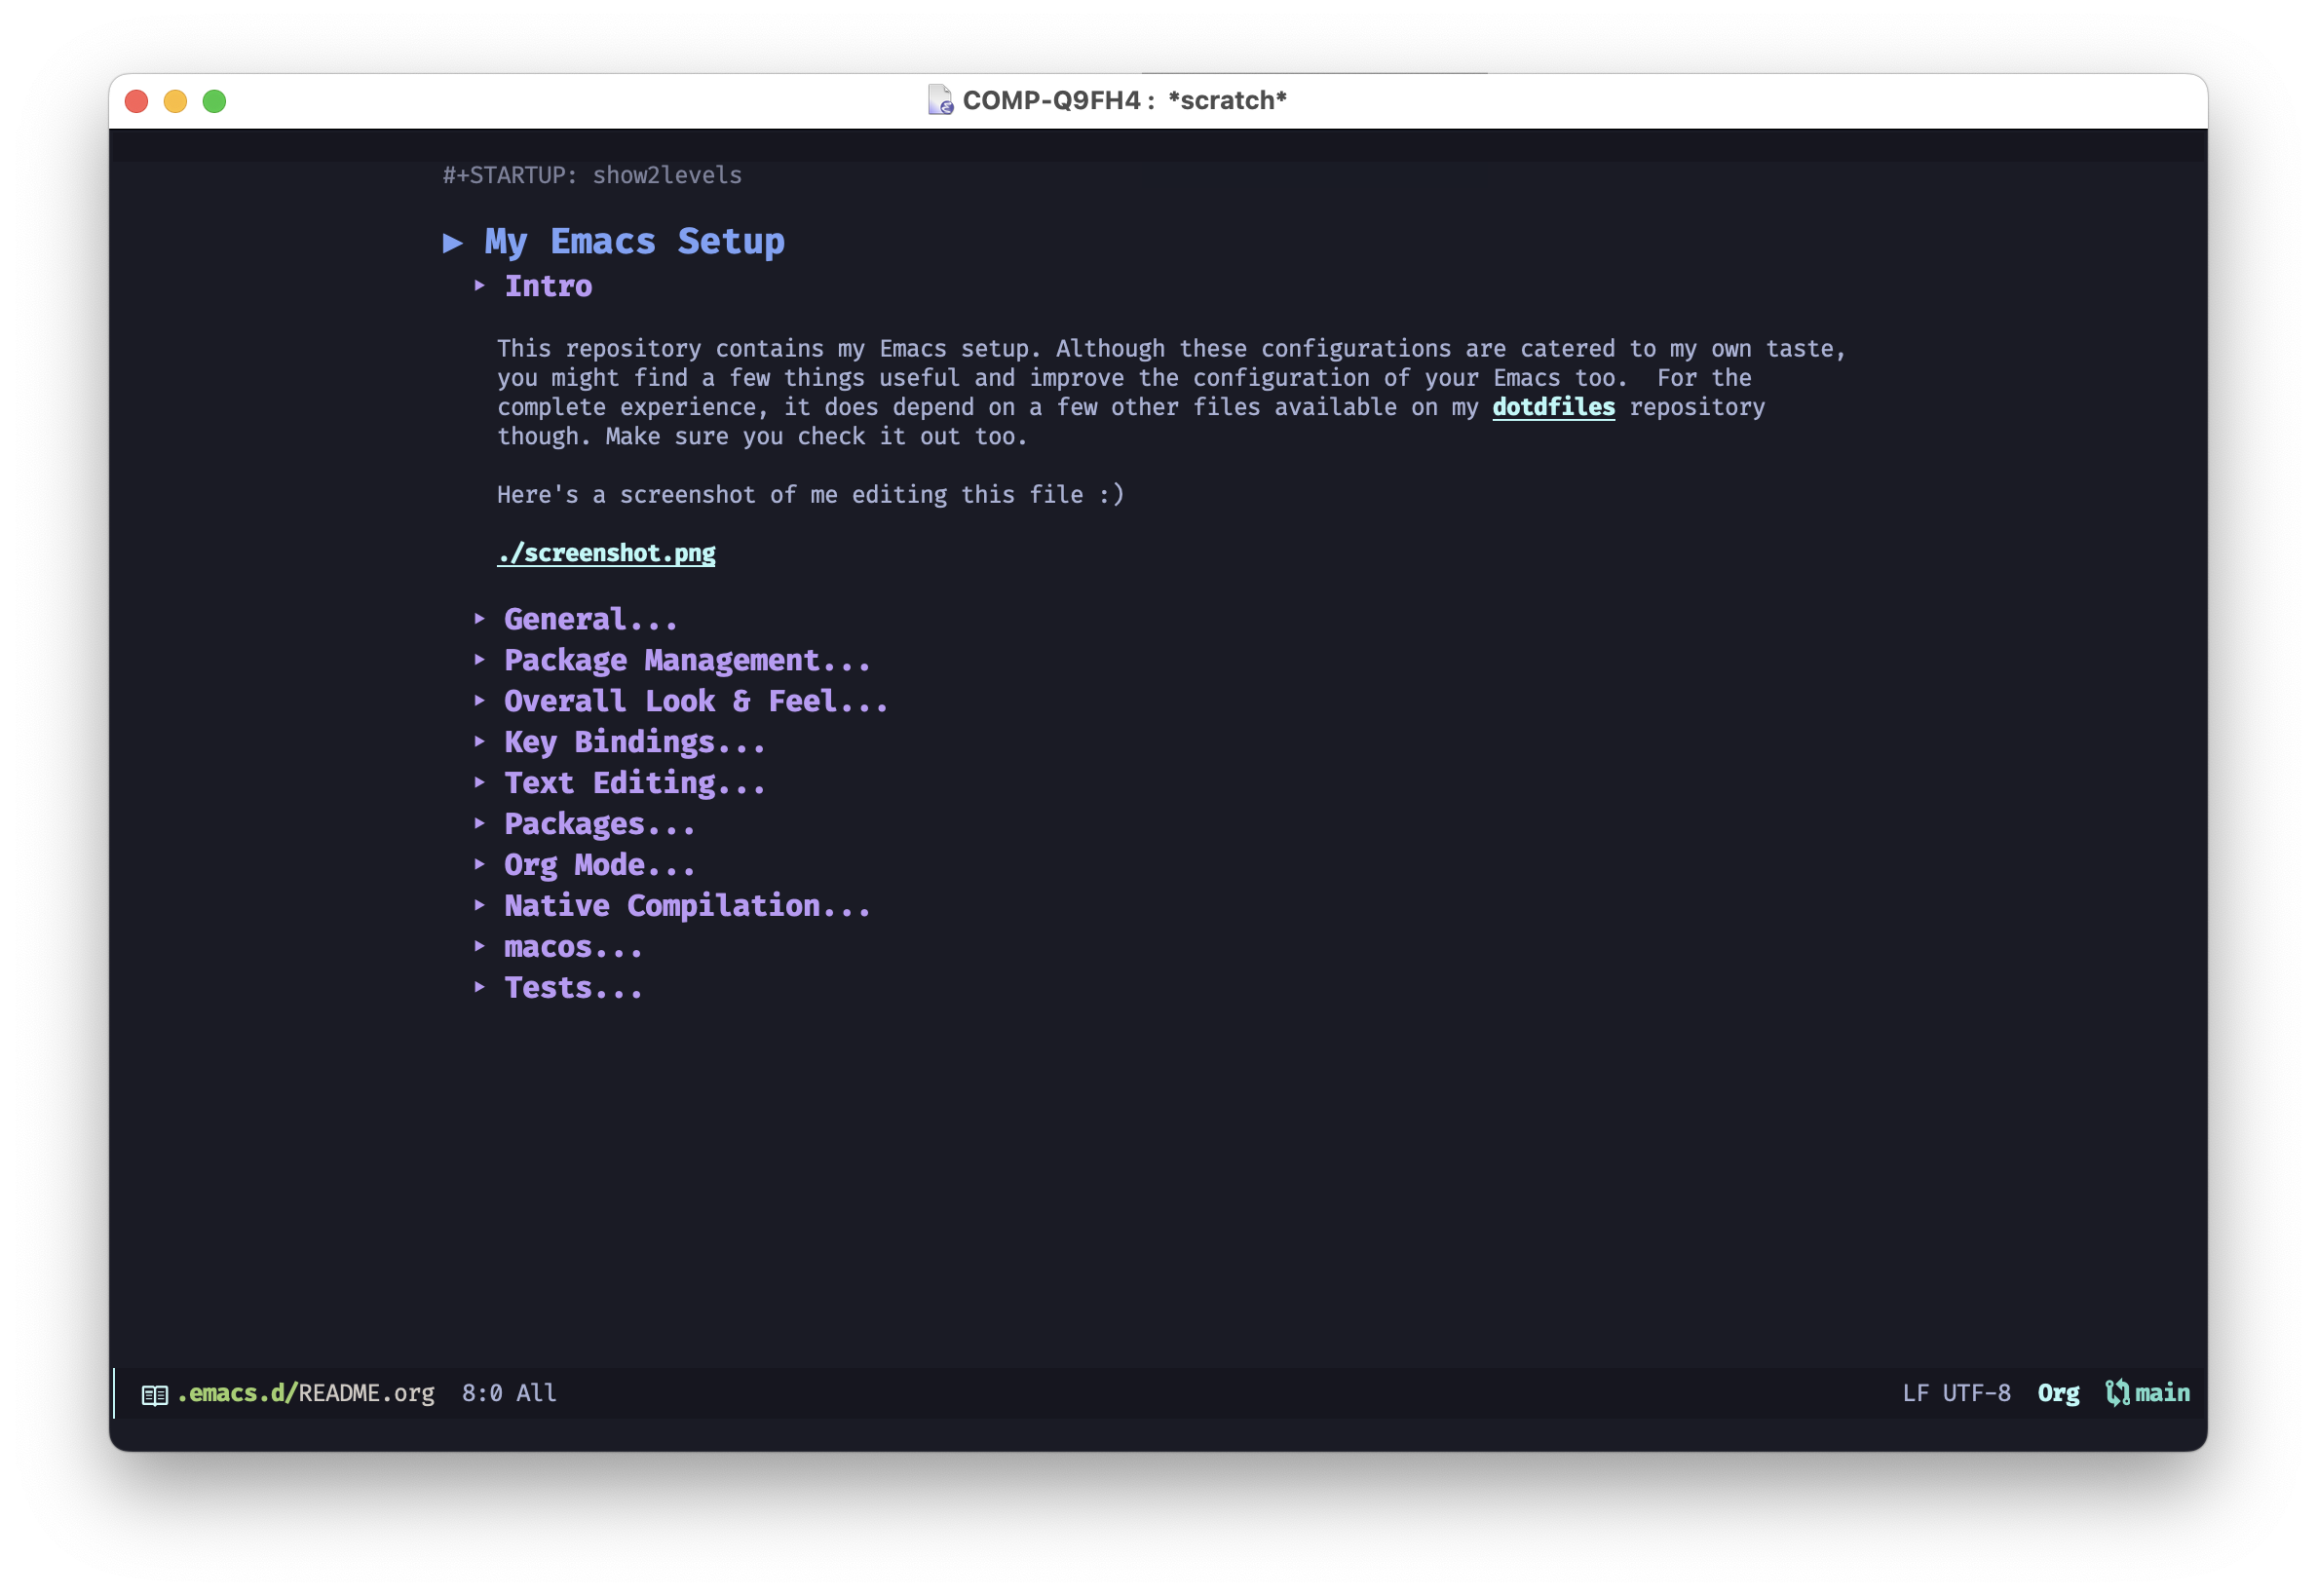 COMP-Q9FH4: *scratch*
#+STARTUP: show2levels
My Emacs Setup
Intro
This repository contains my Emacs setup. Although these configurations are catered to my own taste,
you might find a few things useful and improve the configuration of your Emacs too.  For the
complete experience, it does depend on a few other files available on my dotdfiles repository
though. Make sure you check it out too.
Here's a screenshot of me editing this file :)
./screenshot.png
General...
Package Management...
Overall Look & Feel...
Key Bindings...
Text Editing...
Packages...
Org Mode...
Native Compilation...
macos...
Tests...
.emacs.d/README.org 8:0 All LF UTF-8 Org main